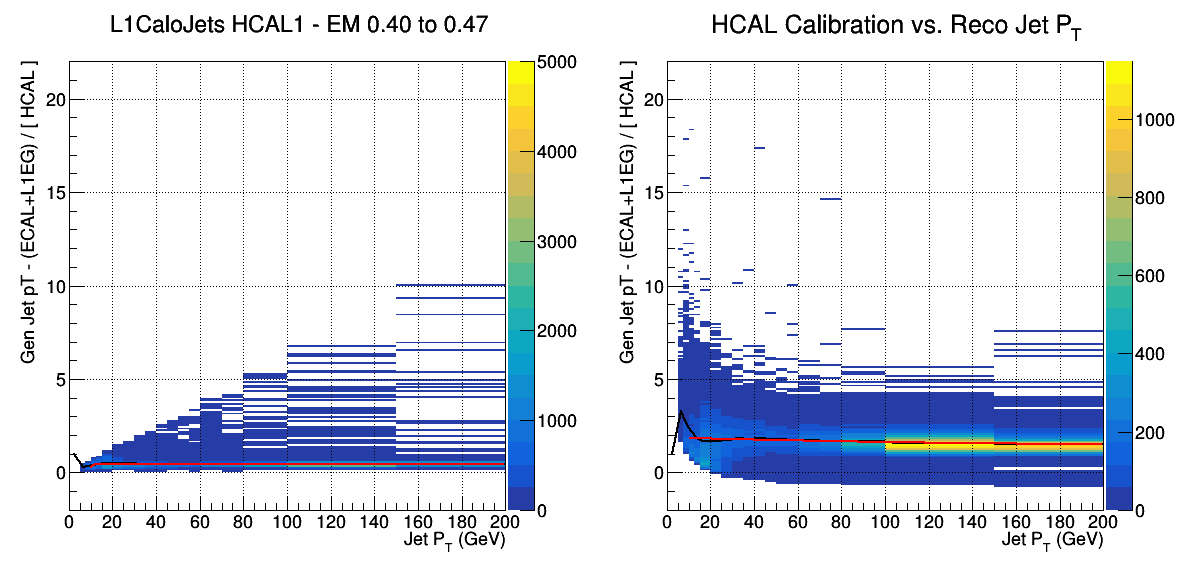 L1CaloJets HCAL1 - EM 0.40 to 0.47
Gen Jet pT - (ECAL+L1EG) / [ HCAL ]
20
15
10
5
0
0 20 40 60 80 100 120 140 160 180 200
Jet P_T (GeV)
5000
4000
3000
2000
1000
0
HCAL Calibration vs. Reco Jet P_T
Gen Jet pT - (ECAL+L1EG) / [ HCAL ]
20
15
10
5
0
0 20 40 60 80 100 120 140 160 180 200
Jet P_T (GeV)
1000
800
600
400
200
0